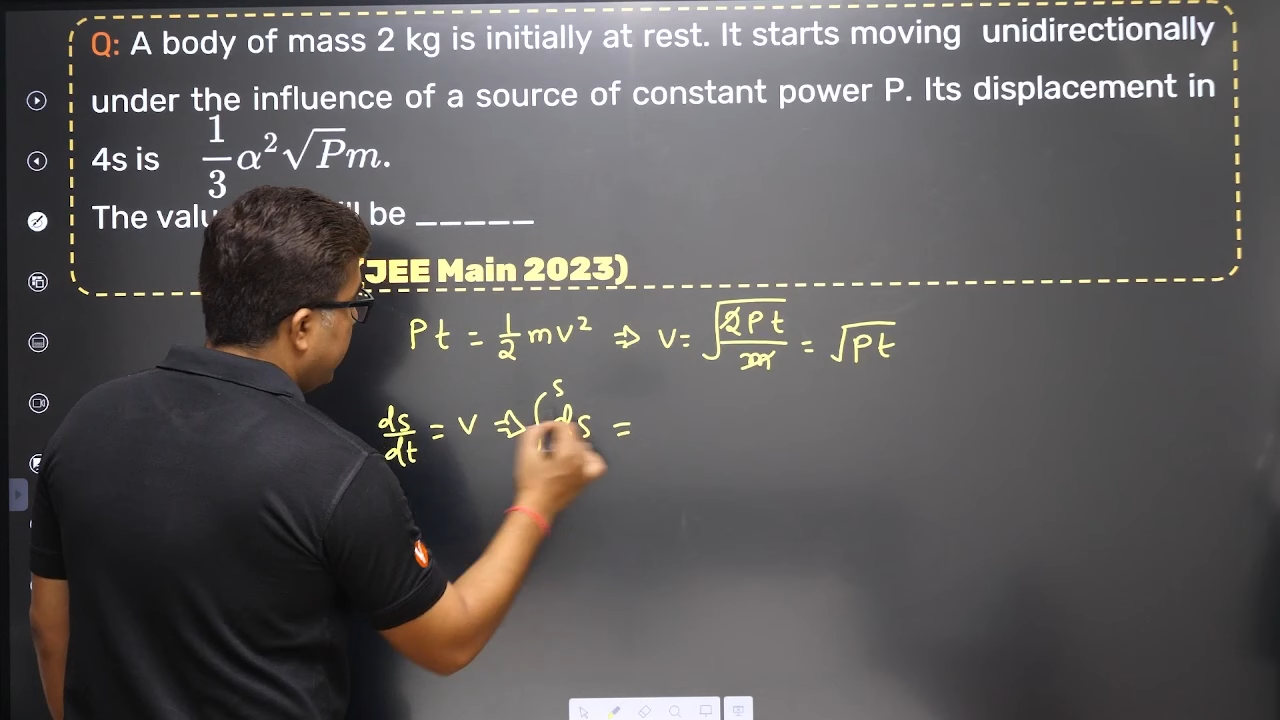 Q: A body of mass 2 kg is initially at rest. It starts moving unidirectionally
under the influence of a source of constant power P. Its displacement in
4s is 1/3 α² √P m.
The be _____
(JEE Main 2023)
Pt = 1/2 mv² ⇒ v = √(2Pt/m) = √Pt
ds/dt = v ⇒ ∫ˢ ds =